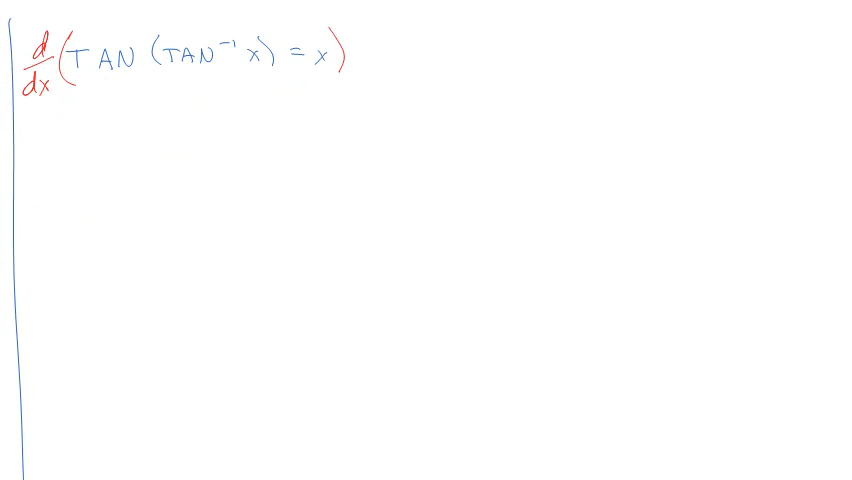 d/dx (TAN (TAN⁻¹ x) = x)